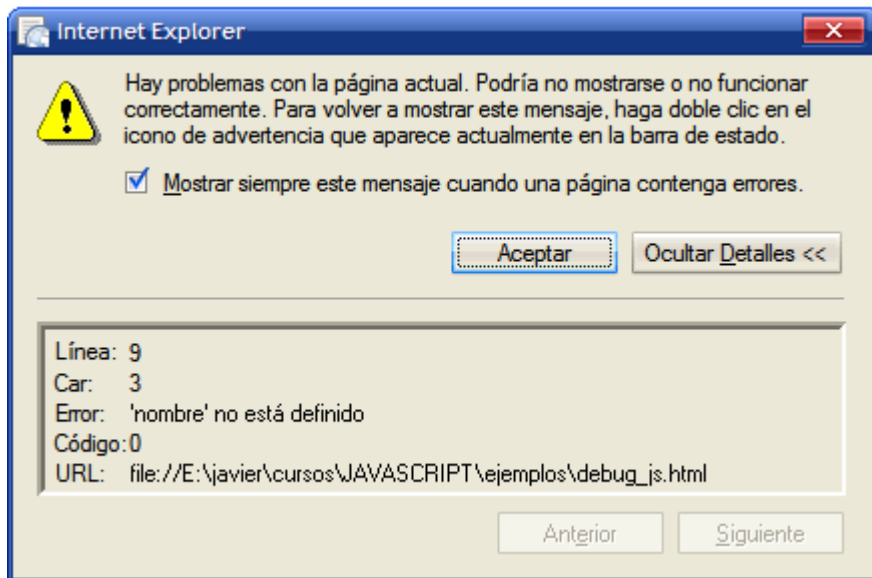 Internet Explorer
Hay problemas con la página actual. Podría no mostrarse o no funcionar
correctamente. Para volver a mostrar este mensaje, haga doble clic en el
icono de advertencia que aparece actualmente en la barra de estado.
Mostrar siempre este mensaje cuando una página contenga errores.
Aceptar Ocultar Detalles <<
Línea: 9
Car: 3
Error: 'nombre' no está definido
Código:0
URL: file://E:\javier\cursos\JAVASCRIPT\ejemplos\debug_js.html
Anterior Siguiente